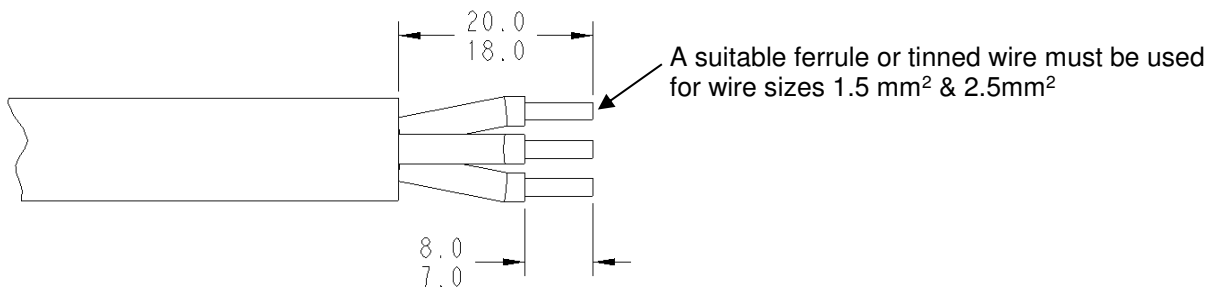 20.0
18.0
A suitable ferrule or tinned wire must be used
for wire sizes 1.5 mm² & 2.5mm²
8.0
7.0